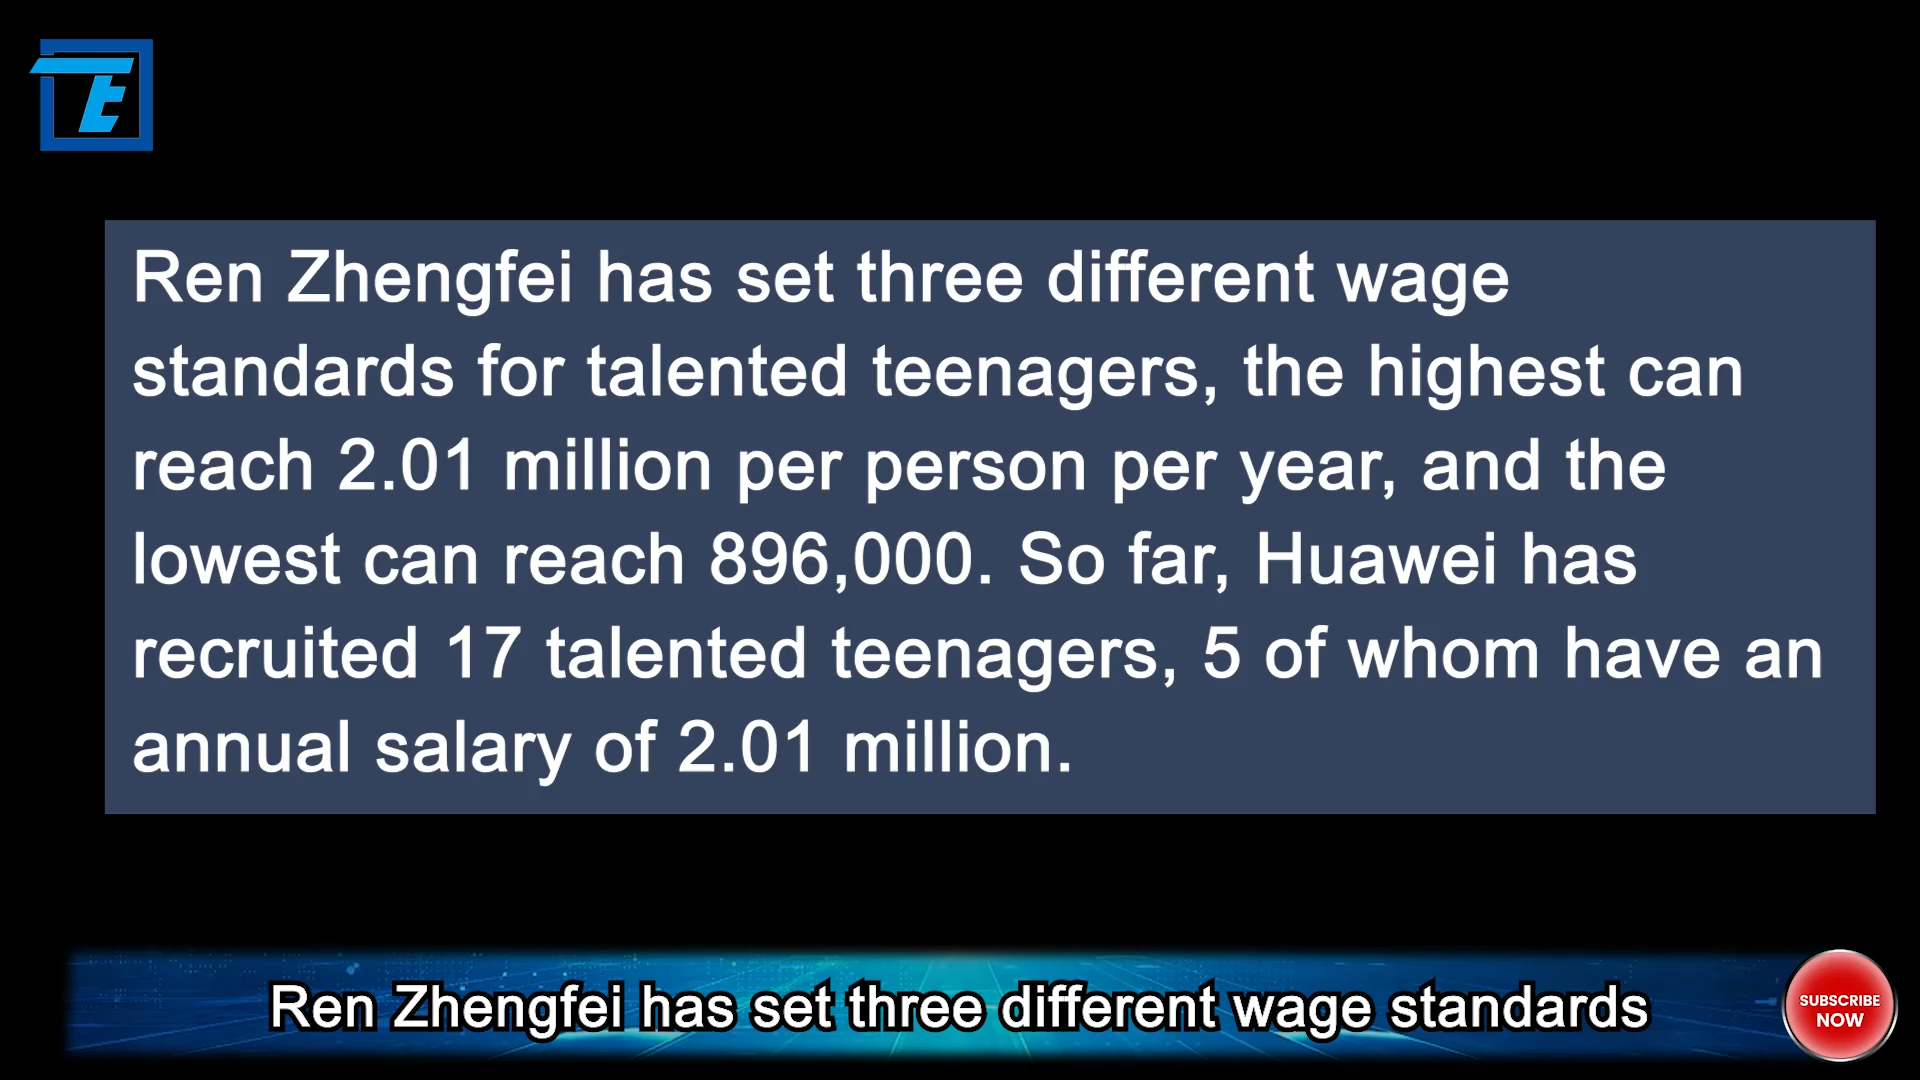 TE
Ren Zhengfei has set three different wage
standards for talented teenagers, the highest can
reach 2.01 million per person per year, and the
lowest can reach 896,000. So far, Huawei has
recruited 17 talented teenagers, 5 of whom have an
annual salary of 2.01 million.
Ren Zhengfei has set three different wage standards
SUBSCRIBE
NOW